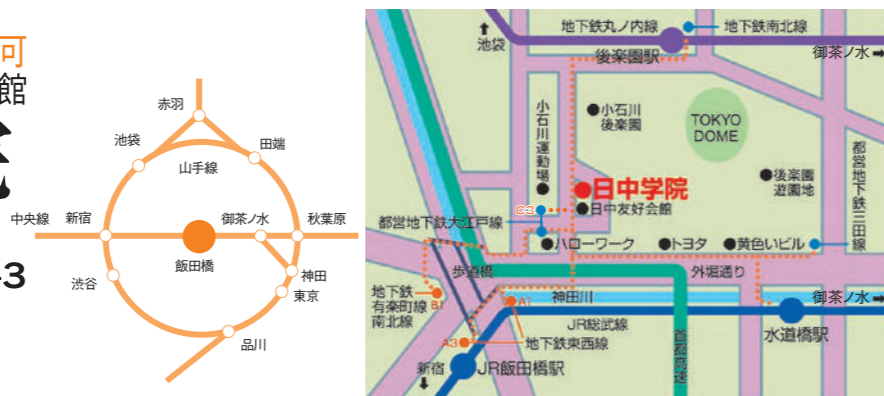 可
館
-3
赤羽
池袋
田端
山手線
中央線
新宿
御茶ノ水
秋葉原
飯田橋
渋谷
神田
東京
品川
池袋
地下鉄丸ノ内線
地下鉄南北線
後楽園駅
御茶ノ水
小石川運動場
小石川
後楽園
TOKYO
DOME
後楽園
遊園地
都営地下鉄三田線
日中学院
日中友好会館
C-3
都営地下鉄大江戸線
ハローワーク
トヨタ
黄色いビル
歩道橋
外堀通り
地下鉄
有楽町線
南北線
B1
A1
神田川
御茶ノ水
JR総武線
水道橋駅
A3
地下鉄東西線
首都高速
新宿
JR飯田橋駅